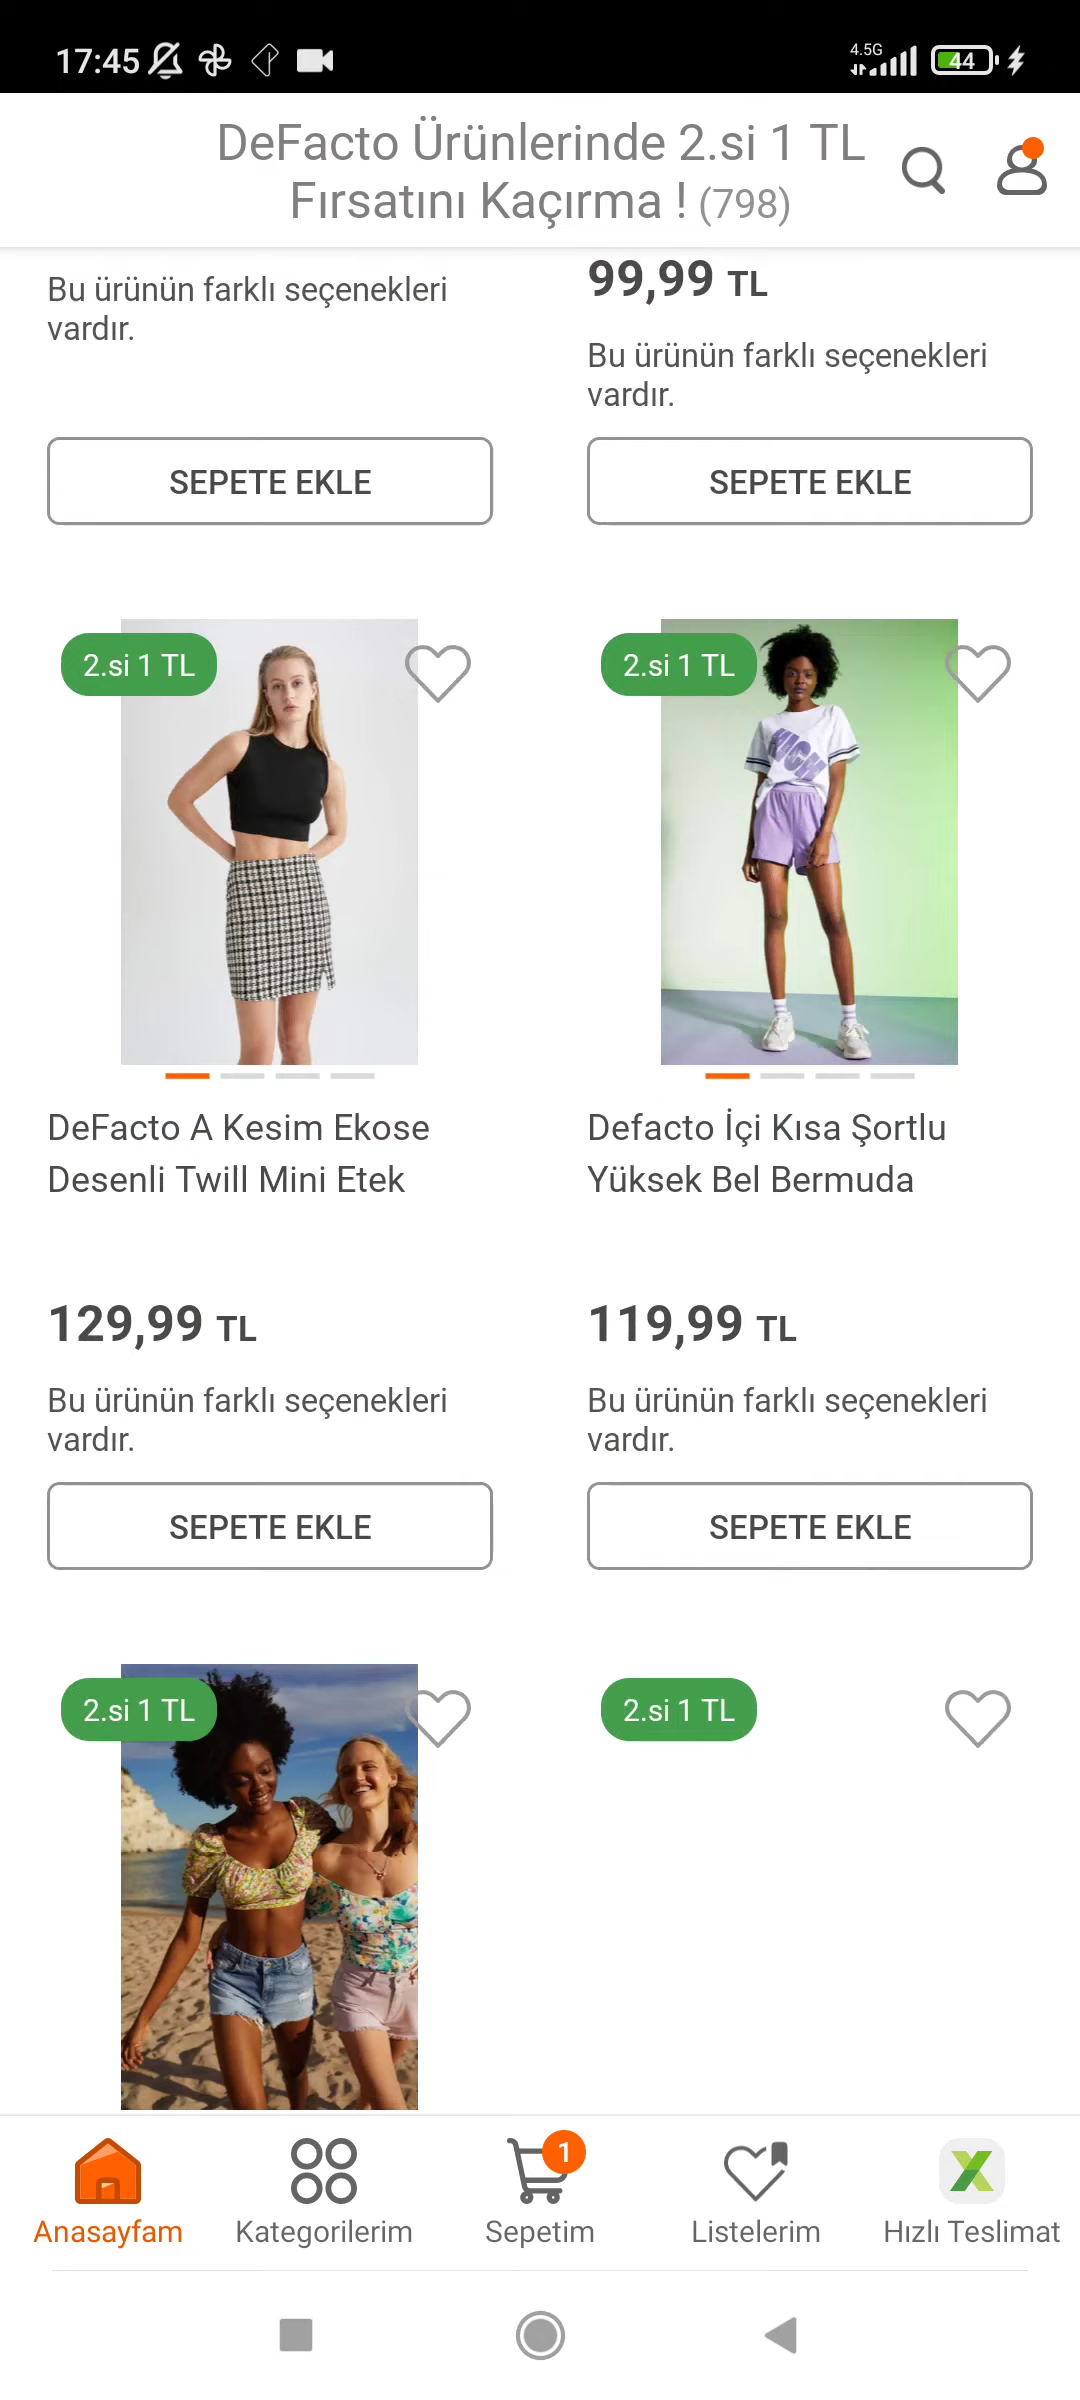 17:45
4.5G
44
DeFacto Ürünlerinde 2.si 1 TL
Fırsatını Kaçırma ! (798)
Bu ürünün farklı seçenekleri
vardır.
SEPETE EKLE
99,99 TL
Bu ürünün farklı seçenekleri
vardır.
SEPETE EKLE
2.si 1 TL
DeFacto A Kesim Ekose
Desenli Twill Mini Etek
129,99 TL
Bu ürünün farklı seçenekleri
vardır.
SEPETE EKLE
2.si 1 TL
Defacto İçi Kısa Şortlu
Yüksek Bel Bermuda
119,99 TL
Bu ürünün farklı seçenekleri
vardır.
SEPETE EKLE
2.si 1 TL
2.si 1 TL
1
Anasayfam
Kategorilerim
Sepetim
Listelerim
Hızlı Teslimat